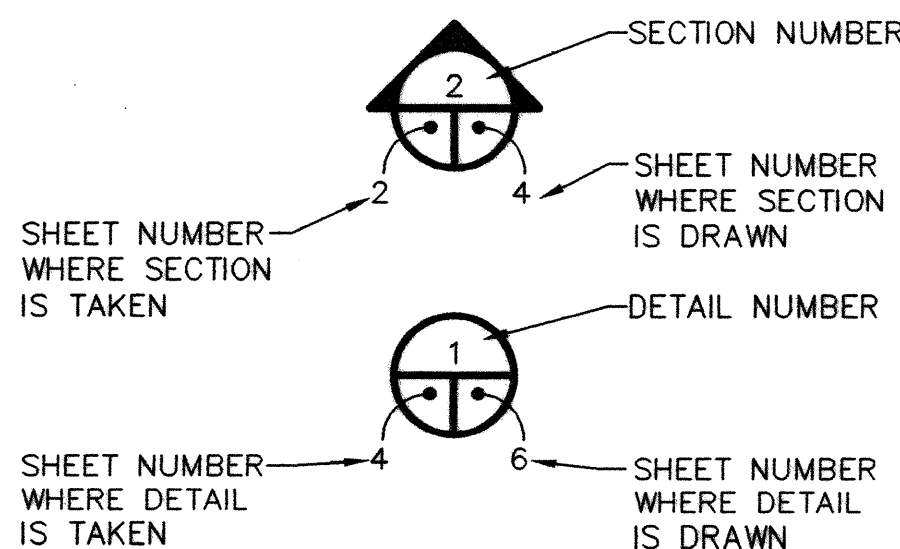 SECTION NUMBER
2
2
4
SHEET NUMBER
WHERE SECTION
IS DRAWN
SHEET NUMBER
WHERE SECTION
IS TAKEN
DETAIL NUMBER
1
4
6
SHEET NUMBER
WHERE DETAIL
IS TAKEN
SHEET NUMBER
WHERE DETAIL
IS DRAWN